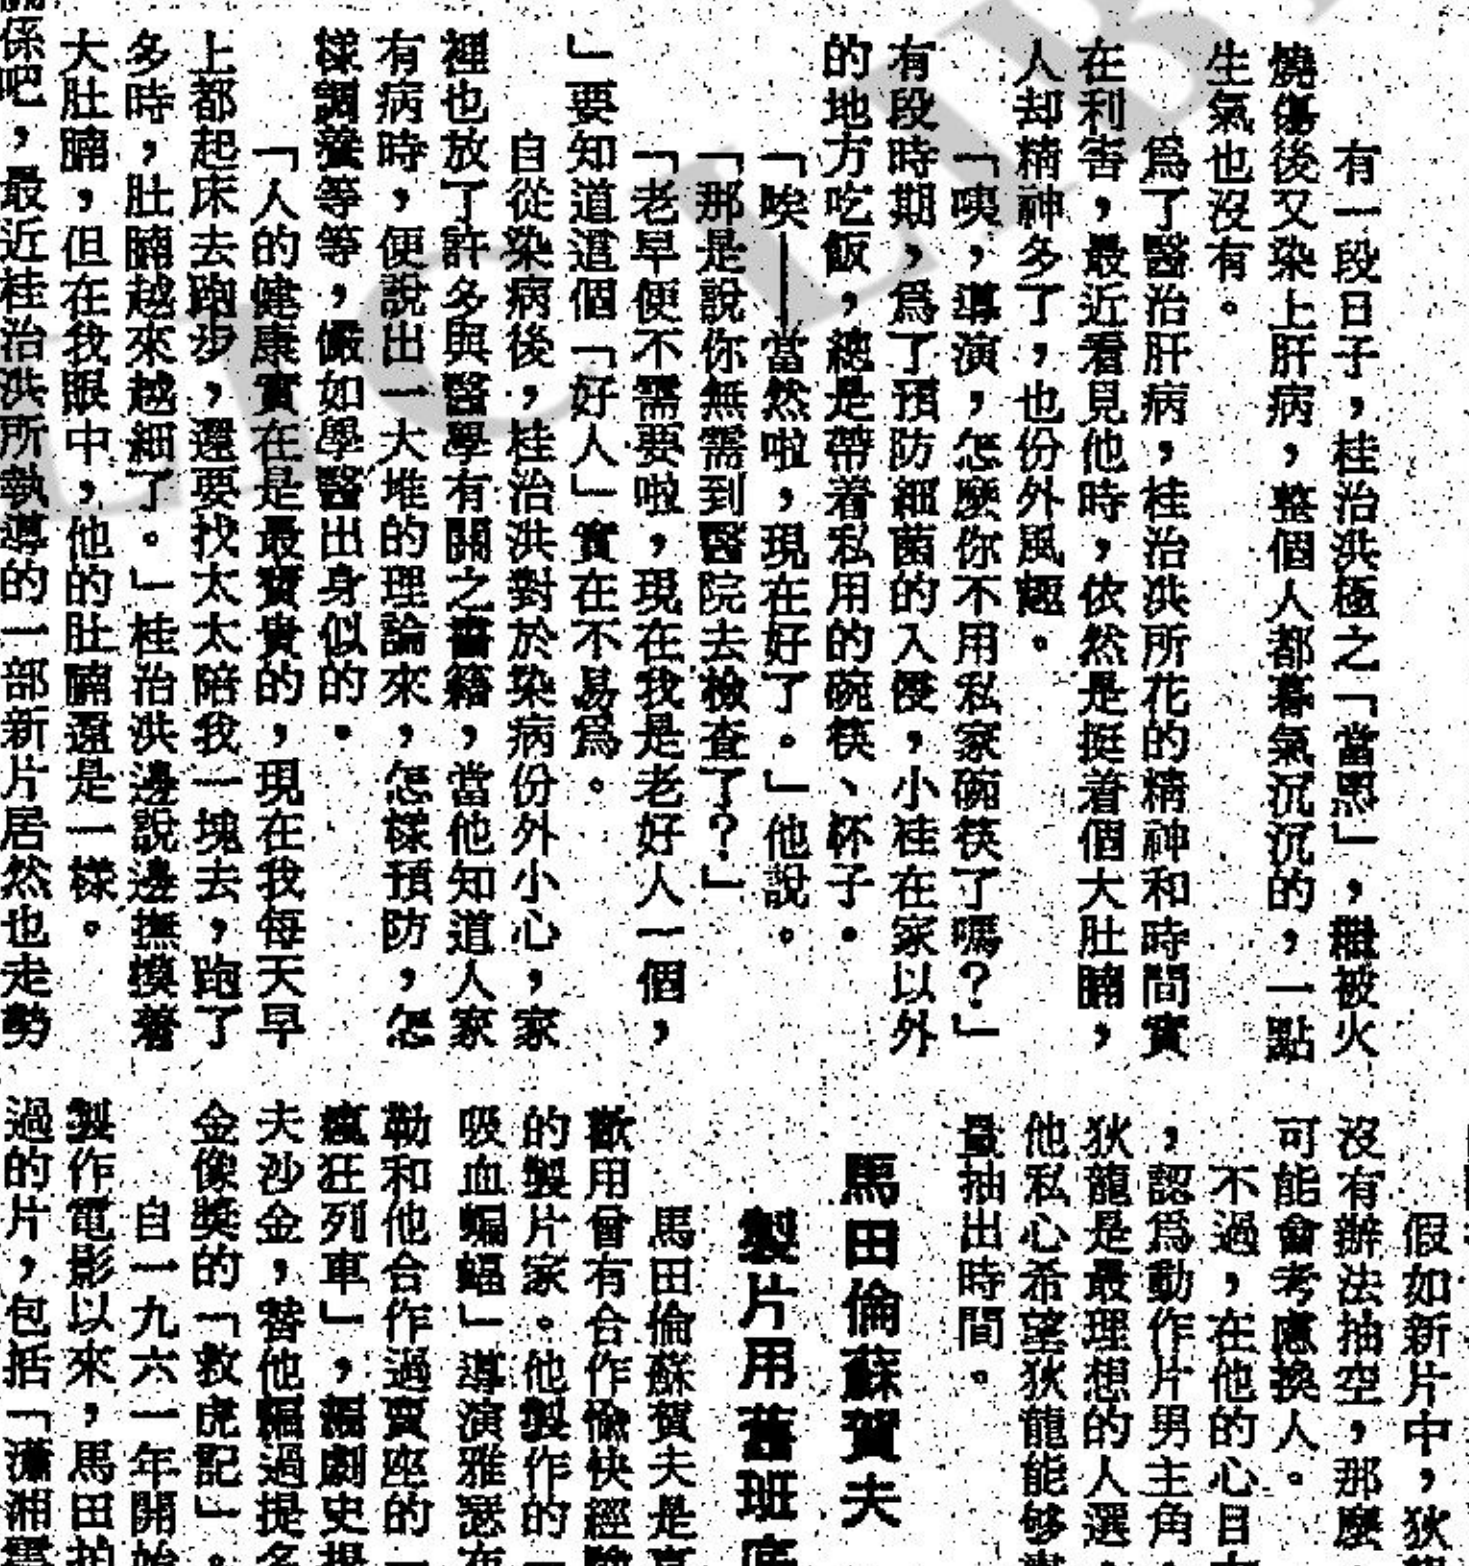 有一段日子，桂治洪極之「當黑」，繼被火
燒傷後又染上肝病，整個人都暮氣沉沉的，一點
生氣也沒有。
爲了醫治肝病，桂治洪所花的精神和時間實
在利害，最近看見他時，依然是挺着個大肚腩，
人却精神多了，也份外風趣。
「咦，導演，怎麽你不用私家碗筷了嗎？」
有段時期，爲了預防細菌的入侵，小桂在家以外
的地方吃飯，總是帶着私用的碗筷、杯子．
「唉——當然啦，現在好了。」他說。
「那是說你無需到醫院去檢查了？」
「老早便不需要啦，現在我是老好人一個，
」要知道這個「好人」實在不易爲。
自從染病後，桂治洪對於染病份外小心，家
裡也放了許多與醫學有關之書籍，當他知道人家
有病時，便說出一大堆的理論來，怎樣預防，怎
樣調養等等，儼如學醫出身似的．
「人的健康實在是最寶貴的，現在我每天早
上都起床去跑步，還要找太太陪我一塊去，跑了
多時，肚腩越來越細了。」桂治洪邊說邊撫摸着
大肚腩，但在我眼中，他的肚腩還是一樣。
係吧，最近桂治洪所執導的一部新片居然也走勢
假如新片中，狄
沒有辦法抽空，那麽
可能會考慮換人。
不過，在他的心目
，認爲動作片男主角
狄龍是最理想的人選
他私心希望狄龍能够
量抽出時間。
馬田倫蘇賀夫
製片用舊班底
馬田倫蘇賀夫是
歡用曾有合作愉快經
的製片家。他製作的
吸血蝙蝠」導演雅瑟
勒和他合作過賣座的
瘋狂列車」，編劇史
夫沙金，替他編過提名
金像獎的「救虎記」。
自一九六一年開始
製作電影以來，馬田拍
過的片，包括「瀟湘